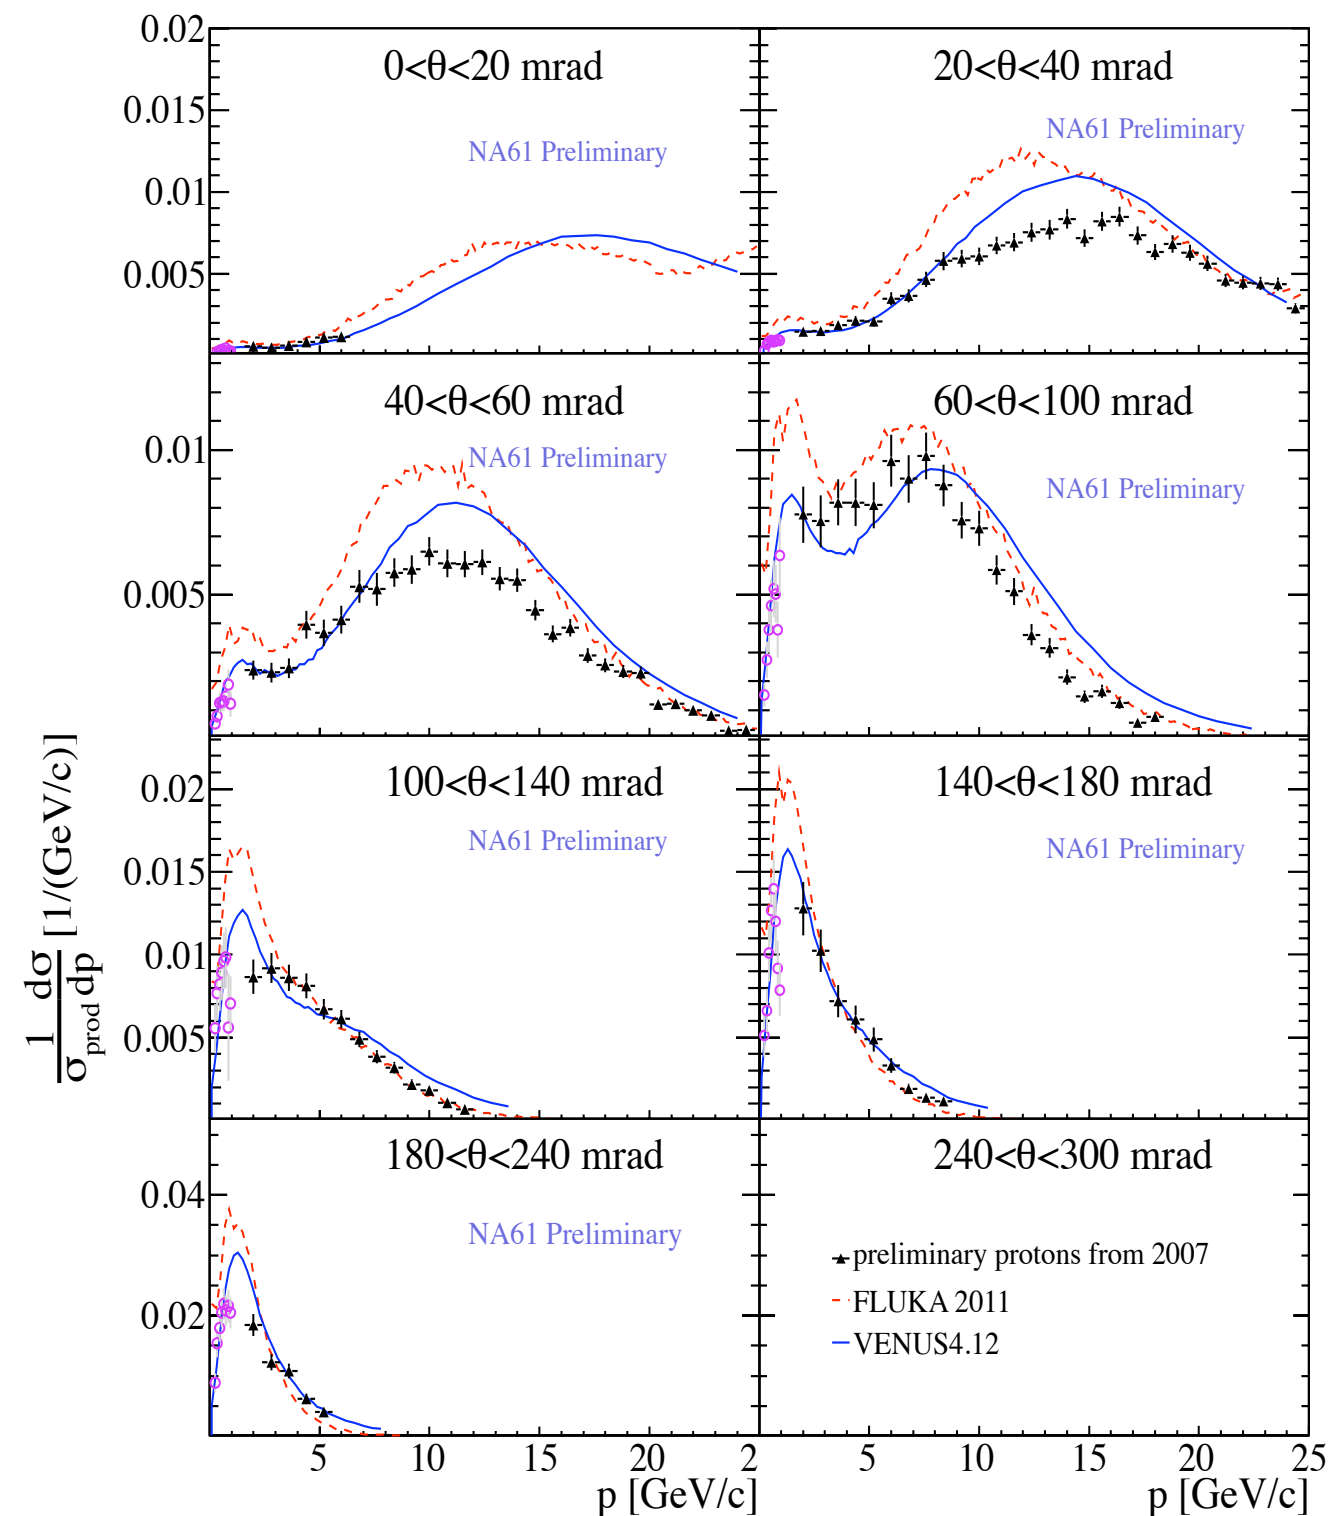 0.02
0<θ<20 mrad
20<θ<40 mrad
0.015
NA61 Preliminary
NA61 Preliminary
0.01
0.005
40<θ<60 mrad
60<θ<100 mrad
NA61 Preliminary
NA61 Preliminary
0.01
0.005
100<θ<140 mrad
140<θ<180 mrad
0.02
NA61 Preliminary
NA61 Preliminary
0.015
0.01
0.005
1 dσ
σprod dp [1/(GeV/c)]
180<θ<240 mrad
240<θ<300 mrad
0.04
NA61 Preliminary
preliminary protons from 2007
FLUKA 2011
VENUS4.12
0.02
5 10 15 20 2
5 10 15 20 25
p [GeV/c]
p [GeV/c]